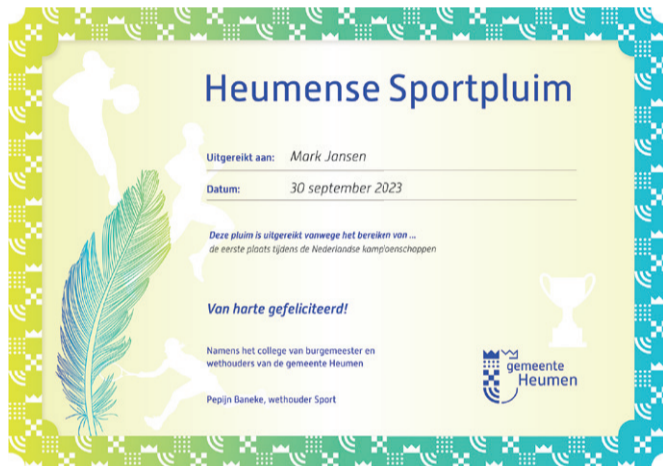 Heumense Sportpluim
Uitgereikt aan: Mark Jansen
Datum: 30 september 2023
Deze pluim is uitgereikt vanwege het bereiken van ...
de eerste plaats tijdens de Nederlandse kampioenschappen
Van harte gefeliciteerd!
Namens het college van burgemeester en
wethouders van de gemeente Heumen
Pepijn Baneke, wethouder Sport
gemeente
Heumen